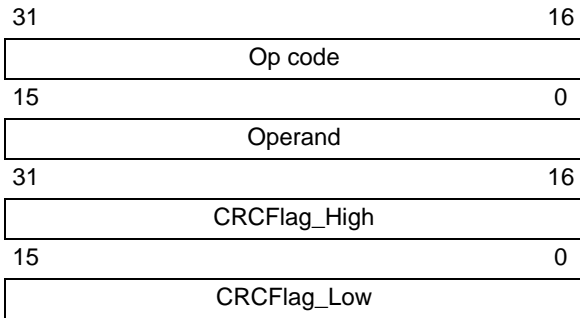 31 16
Op code
15 0
Operand
31 16
CRCFlag_High
15 0
CRCFlag_Low